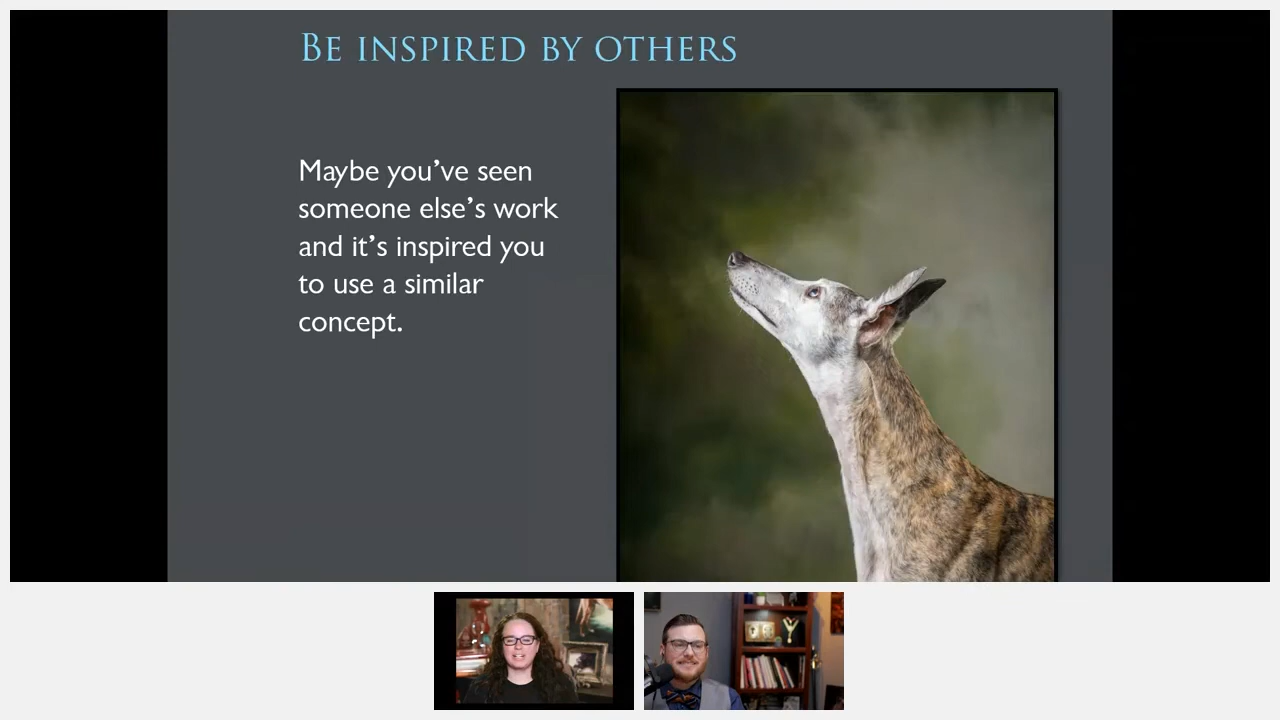 Be inspired by others
Maybe you've seen
someone else's work
and it's inspired you
to use a similar
concept.